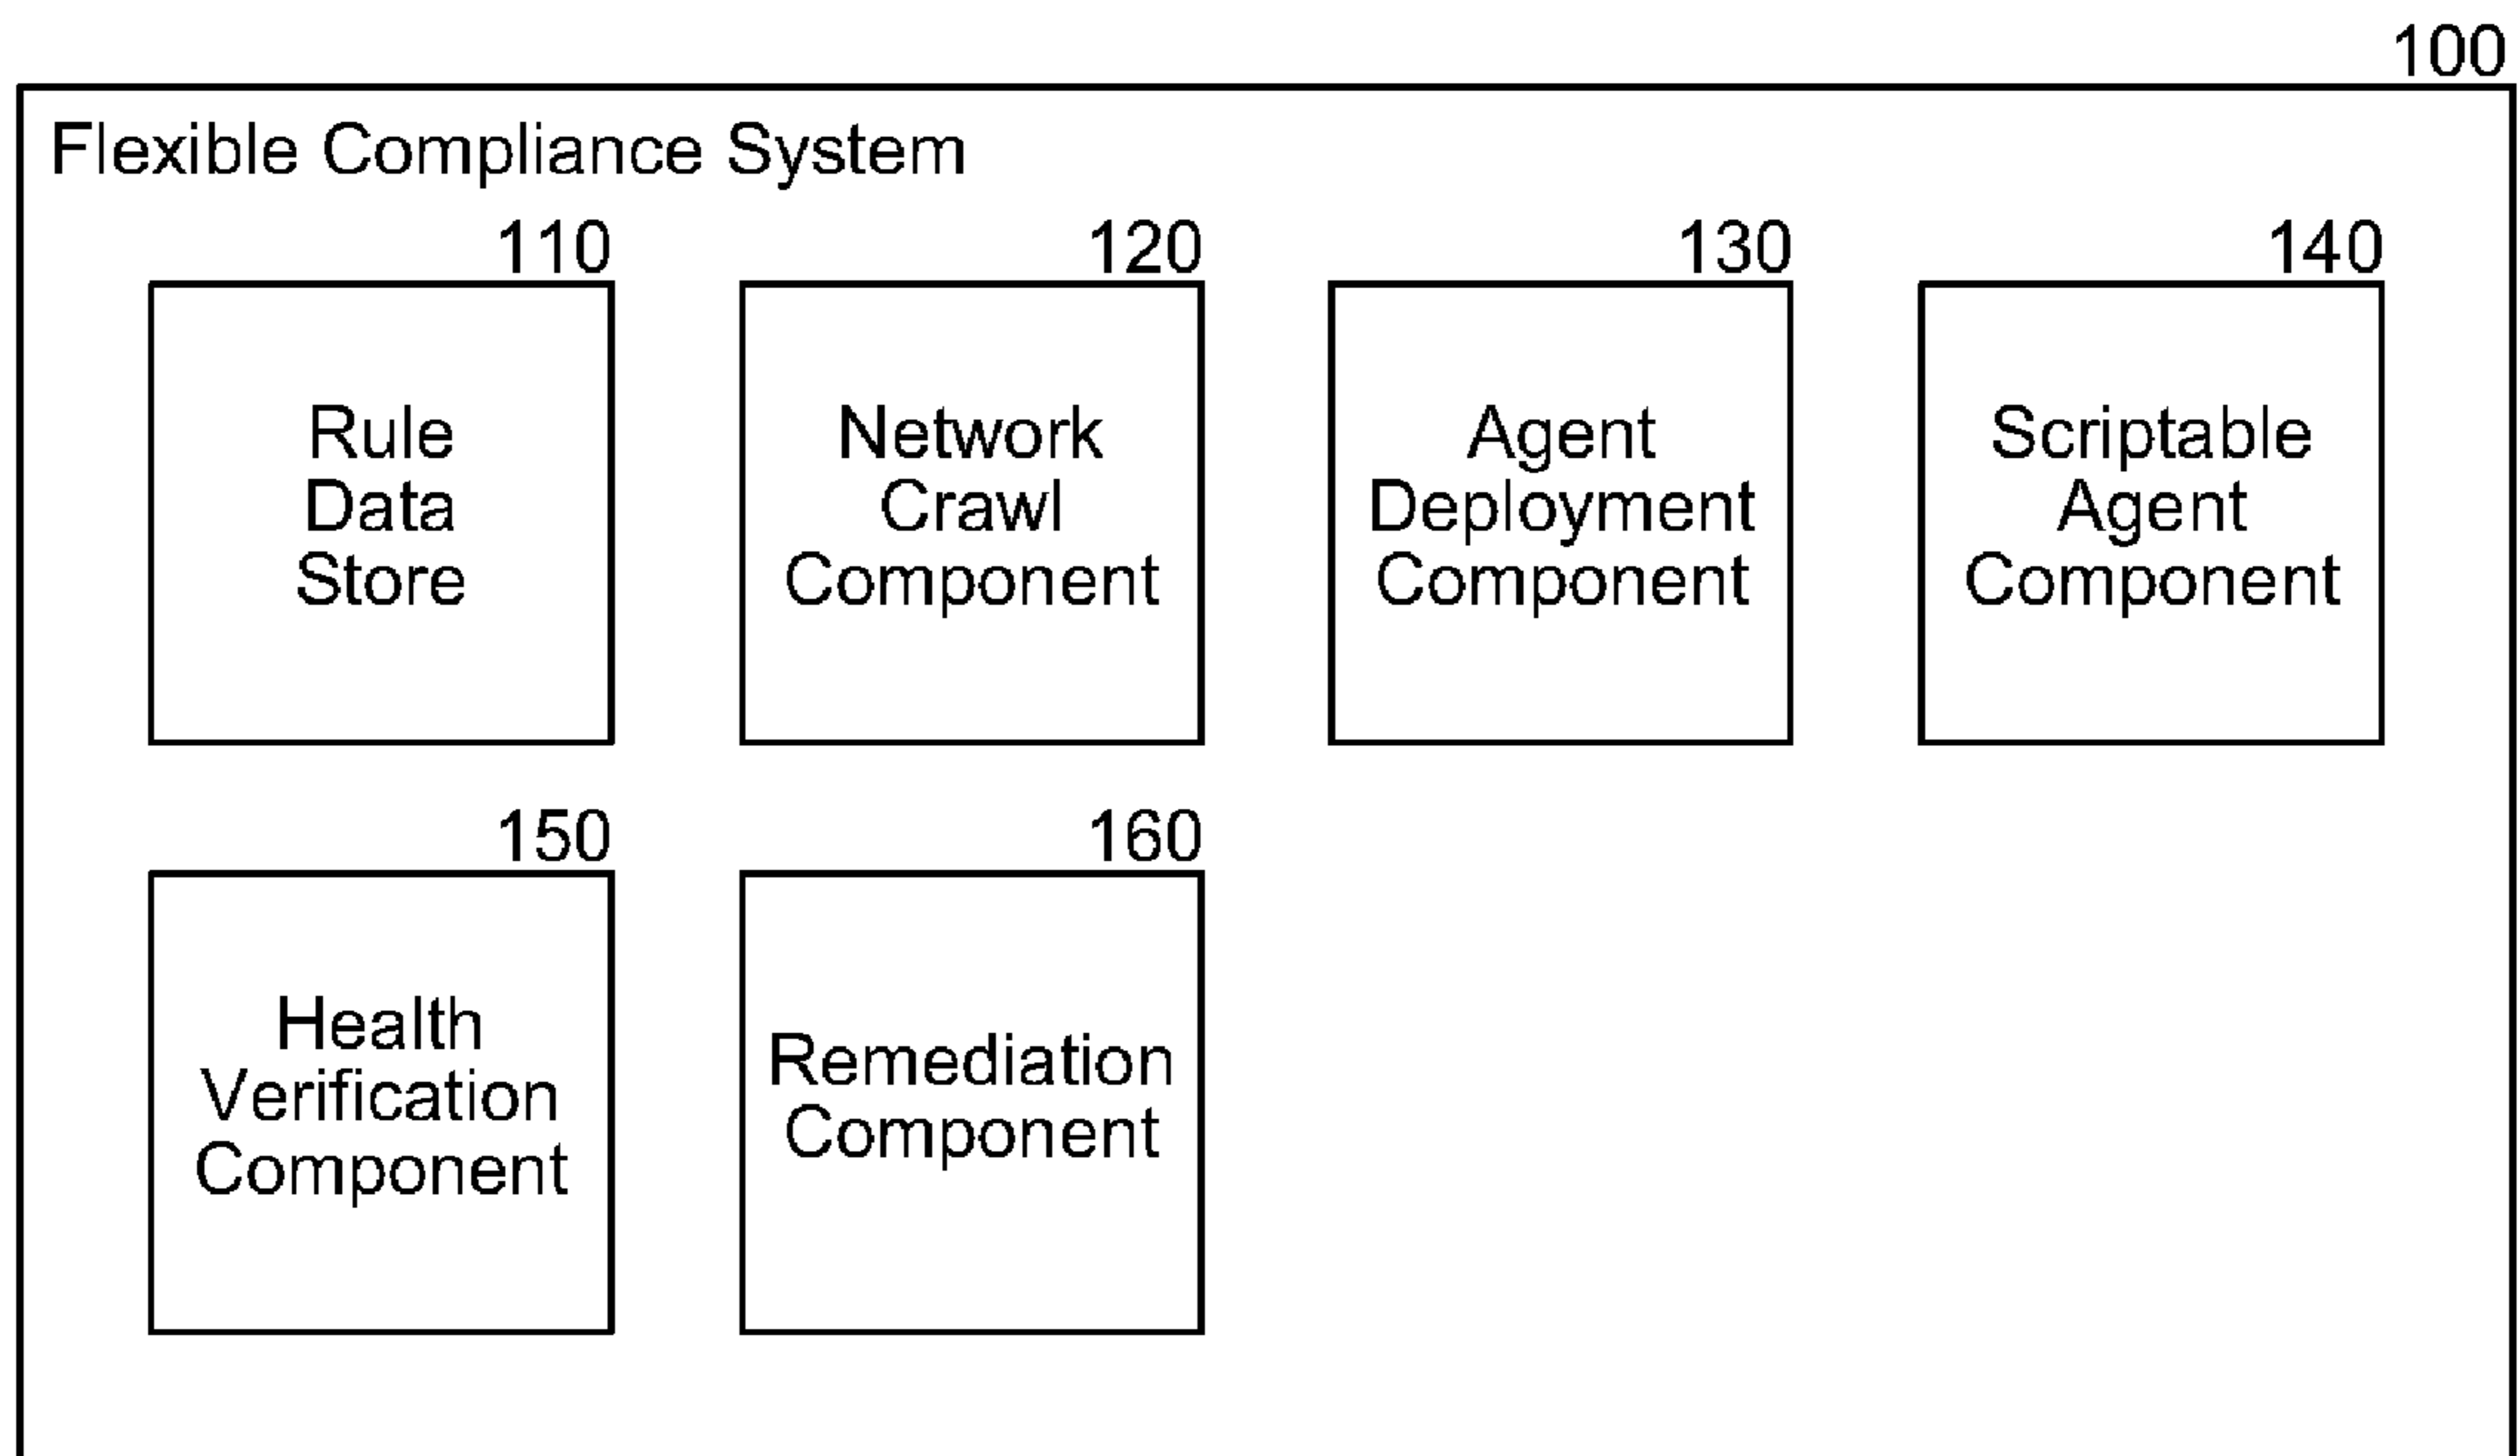 100
Flexible Compliance System
110
120
130
140
Rule
Data
Store
Network
Crawl
Component
Agent
Deployment
Component
Scriptable
Agent
Component
150
160
Health
Verification
Component
Remediation
Component